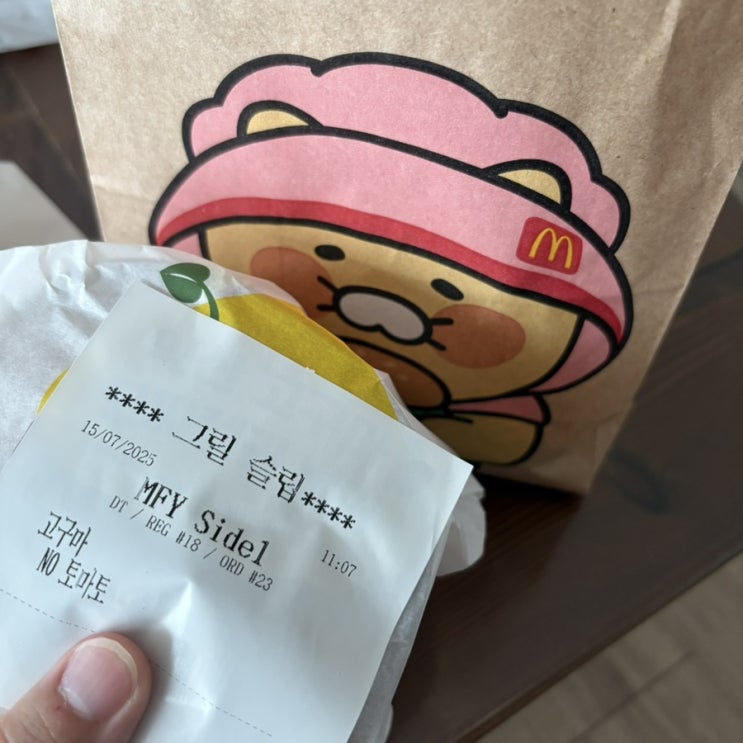 **** 그릴 슬립****
15/07/2025
MFY Side1
11:07
DT / REG #18 / ORD #23
고구마
NO 토마토